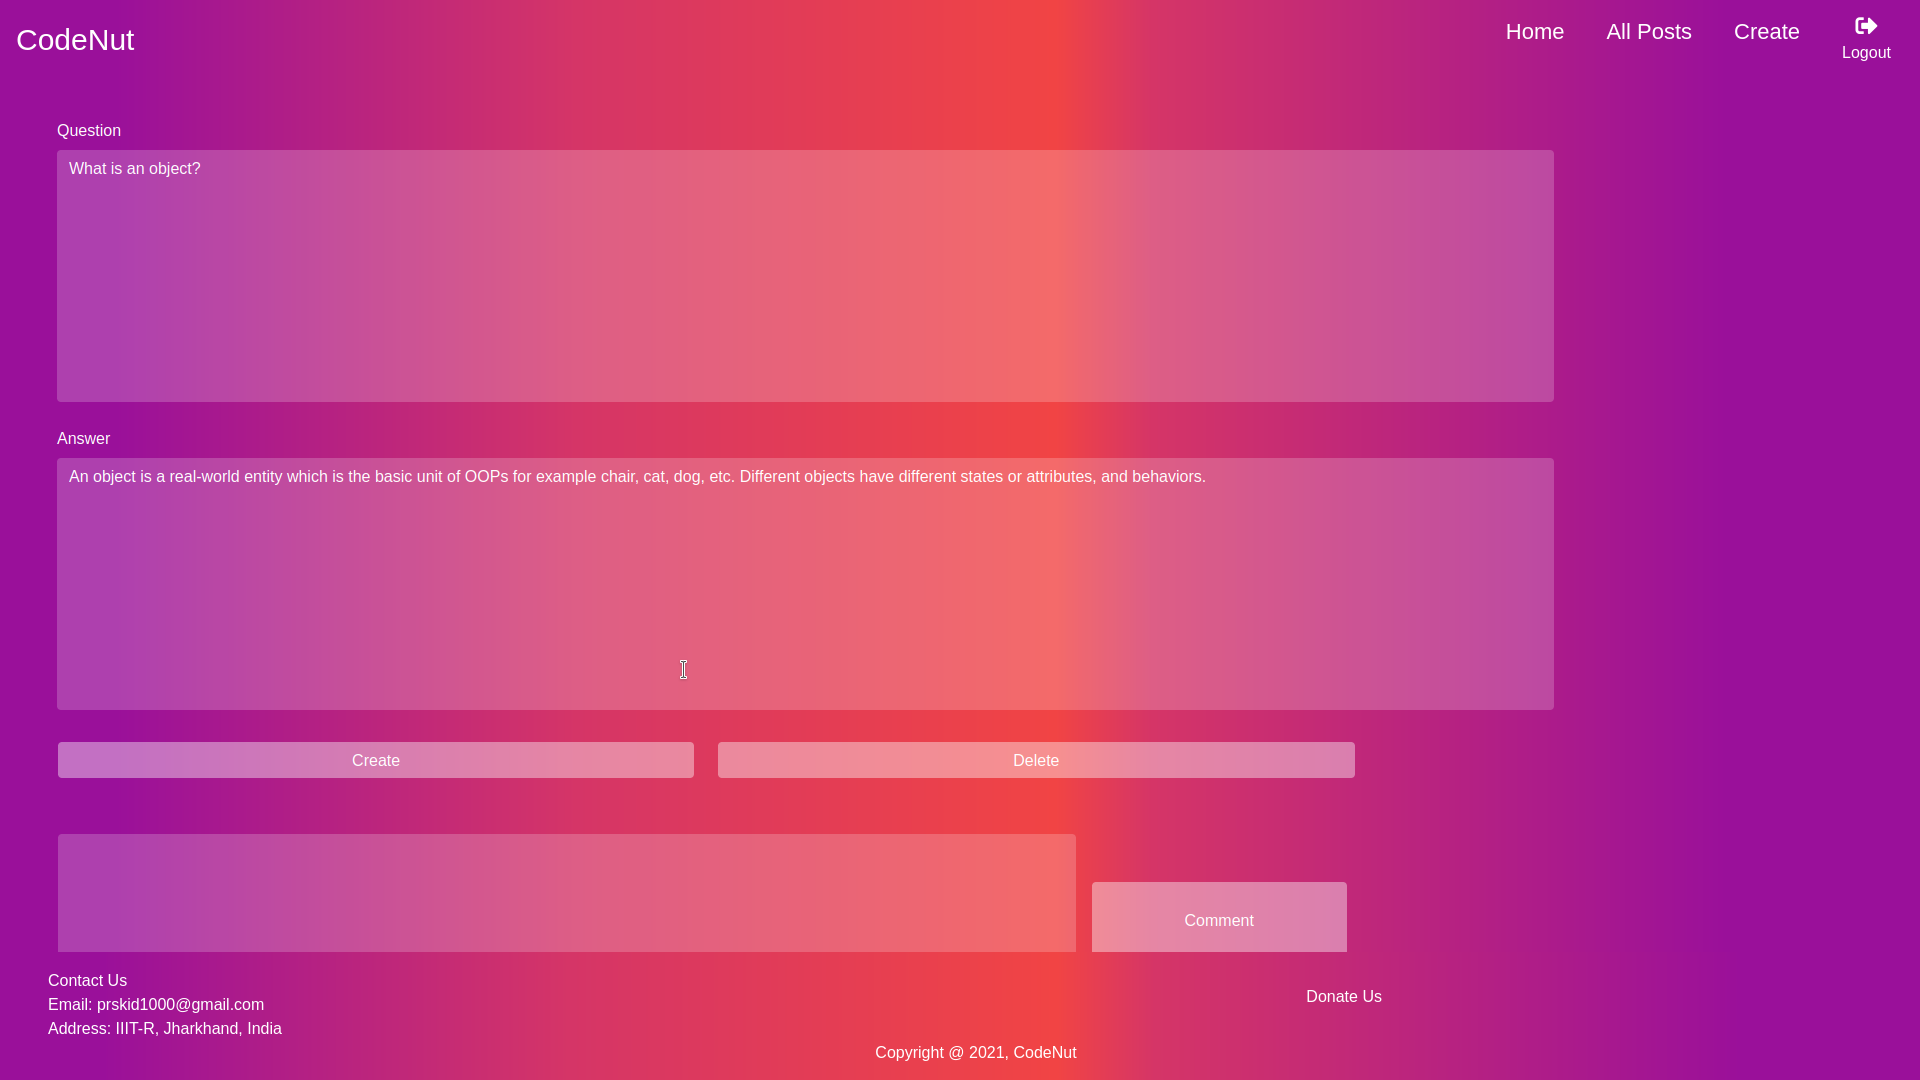 CodeNut
Home
All Posts
Create
Logout
Question
What is an object?
Answer
An object is a real-world entity which is the basic unit of OOPs for example chair, cat, dog, etc. Different objects have different states or attributes, and behaviors.
Create
Delete
Comment
Contact Us
Email: prskid1000@gmail.com
Address: IIIT-R, Jharkhand, India
Donate Us
Copyright @ 2021, CodeNut